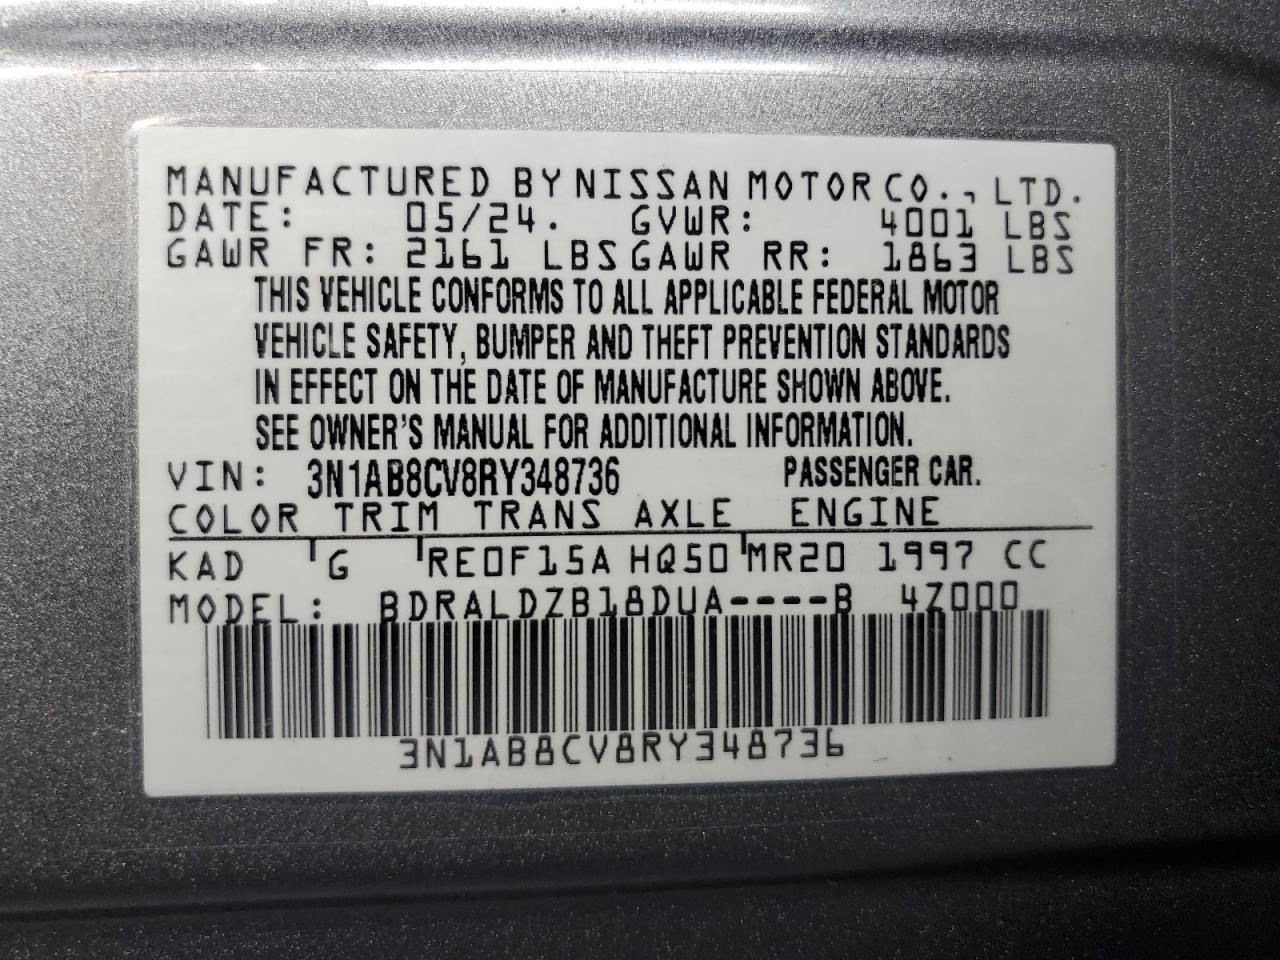 MANUFACTURED BY NISSAN MOTOR CO., LTD.
DATE: 05/24. GVWR: 4001 LBS
GAWR FR: 2161 LBS GAWR RR: 1863 LBS
THIS VEHICLE CONFORMS TO ALL APPLICABLE FEDERAL MOTOR
VEHICLE SAFETY, BUMPER AND THEFT PREVENTION STANDARDS
IN EFFECT ON THE DATE OF MANUFACTURE SHOWN ABOVE.
SEE OWNER'S MANUAL FOR ADDITIONAL INFORMATION.
VIN: 3N1AB8CV8RY348736 PASSENGER CAR.
COLOR TRIM TRANS AXLE ENGINE
KAD G RE0F15A HQ50 MR20 1997 CC
MODEL: BDRALDZB18DUA----B 4Z000
3N1AB8CV8RY348736